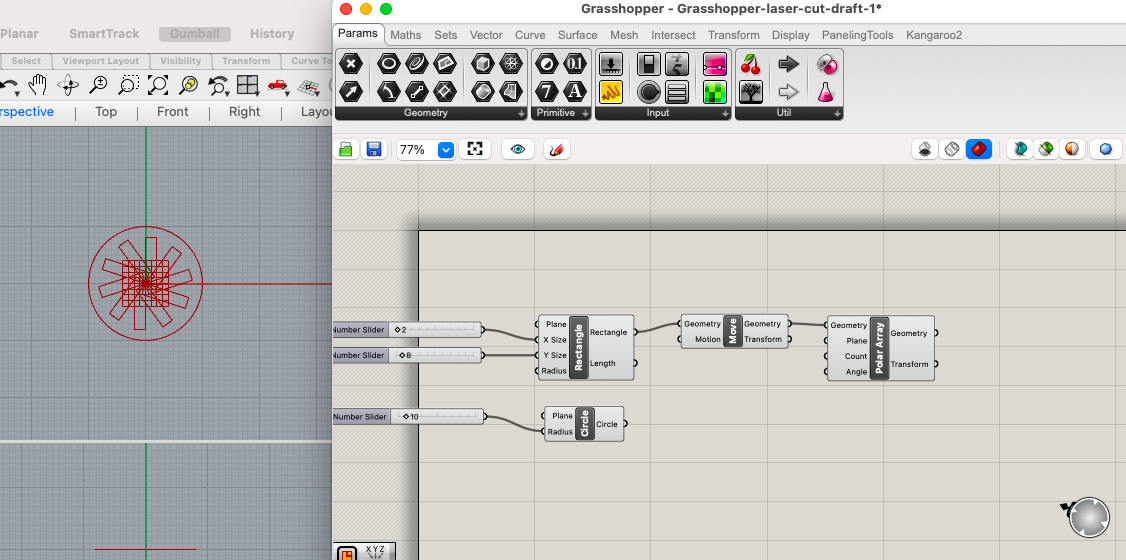 Grasshopper - Grasshopper-laser-cut-draft-1*
Planar SmartTrack Gumball History
Params Maths Sets Vector Curve Surface Mesh Intersect Transform Display PanelingTools Kangaroo2
Select Viewport Layout Visibility Transform Curve To
0.1
7 A
rspective Top Front Right Layou
Geometry Primitive Input Util
77%
Number Slider 2
Number Slider 8
Plane
X Size
Y Size
Radius
Rectangle
Rectangle
Length
Geometry
Motion
Move
Geometry
Transform
Geometry
Plane
Count
Angle
Polar Array
Geometry
Transform
Number Slider 10
Plane
Radius
Circle
Circle
XYZ